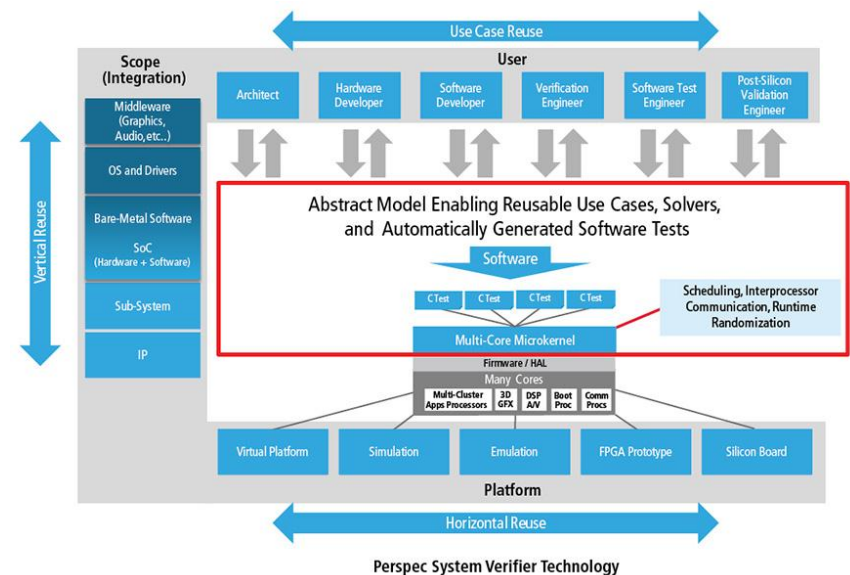 Use Case Reuse
Scope
(Integration)
User
Architect
Hardware
Developer
Software
Developer
Verification
Engineer
Software Test
Engineer
Post-Silicon
Validation
Engineer
Middleware
(Graphics,
Audio,etc..)
OS and Drivers
Bare-Metal Software
SoC
(Hardware + Software)
Sub-System
IP
Vertical Reuse
Abstract Model Enabling Reusable Use Cases, Solvers,
and Automatically Generated Software Tests
Software
C Test
C Test
C Test
C Test
Scheduling, Interprocessor
Communication, Runtime
Randomization
Multi-Core Microkernel
Firmware / HAL
Many Cores
Multi-Cluster
Apps Processors
3D
GFX
DSP
A/V
Boot
Proc
Comm
Procs
Virtual Platform
Simulation
Emulation
FPGA Prototype
Silicon Board
Platform
Horizontal Reuse
Perspec System Verifier Technology